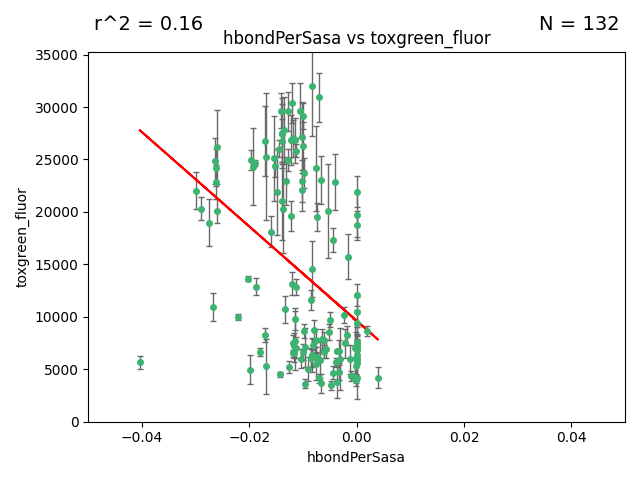 r^2 = 0.16
N = 132
hbondPerSasa vs toxgreen_fluor
toxgreen_fluor
35000
30000
25000
20000
15000
10000
5000
0
−0.04
−0.02
0.00
0.02
0.04
hbondPerSasa